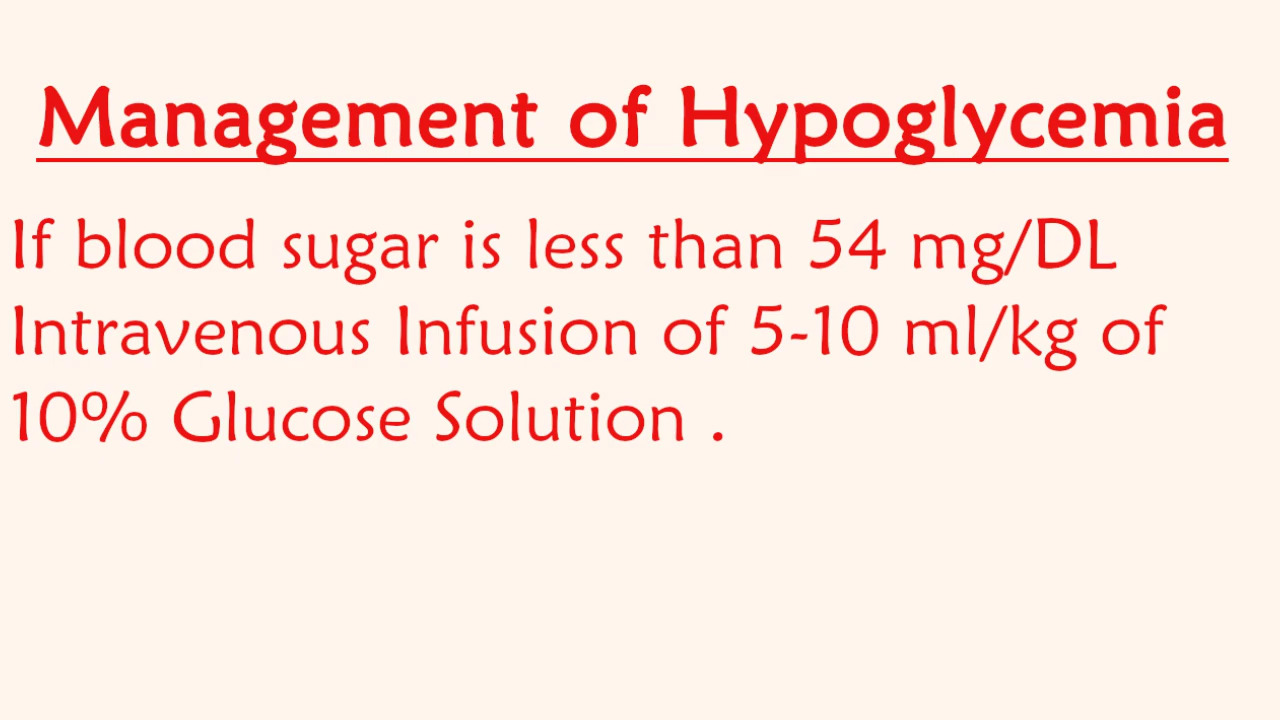 Management of Hypoglycemia
If blood sugar is less than 54 mg/DL
Intravenous Infusion of 5-10 ml/kg of
10% Glucose Solution .